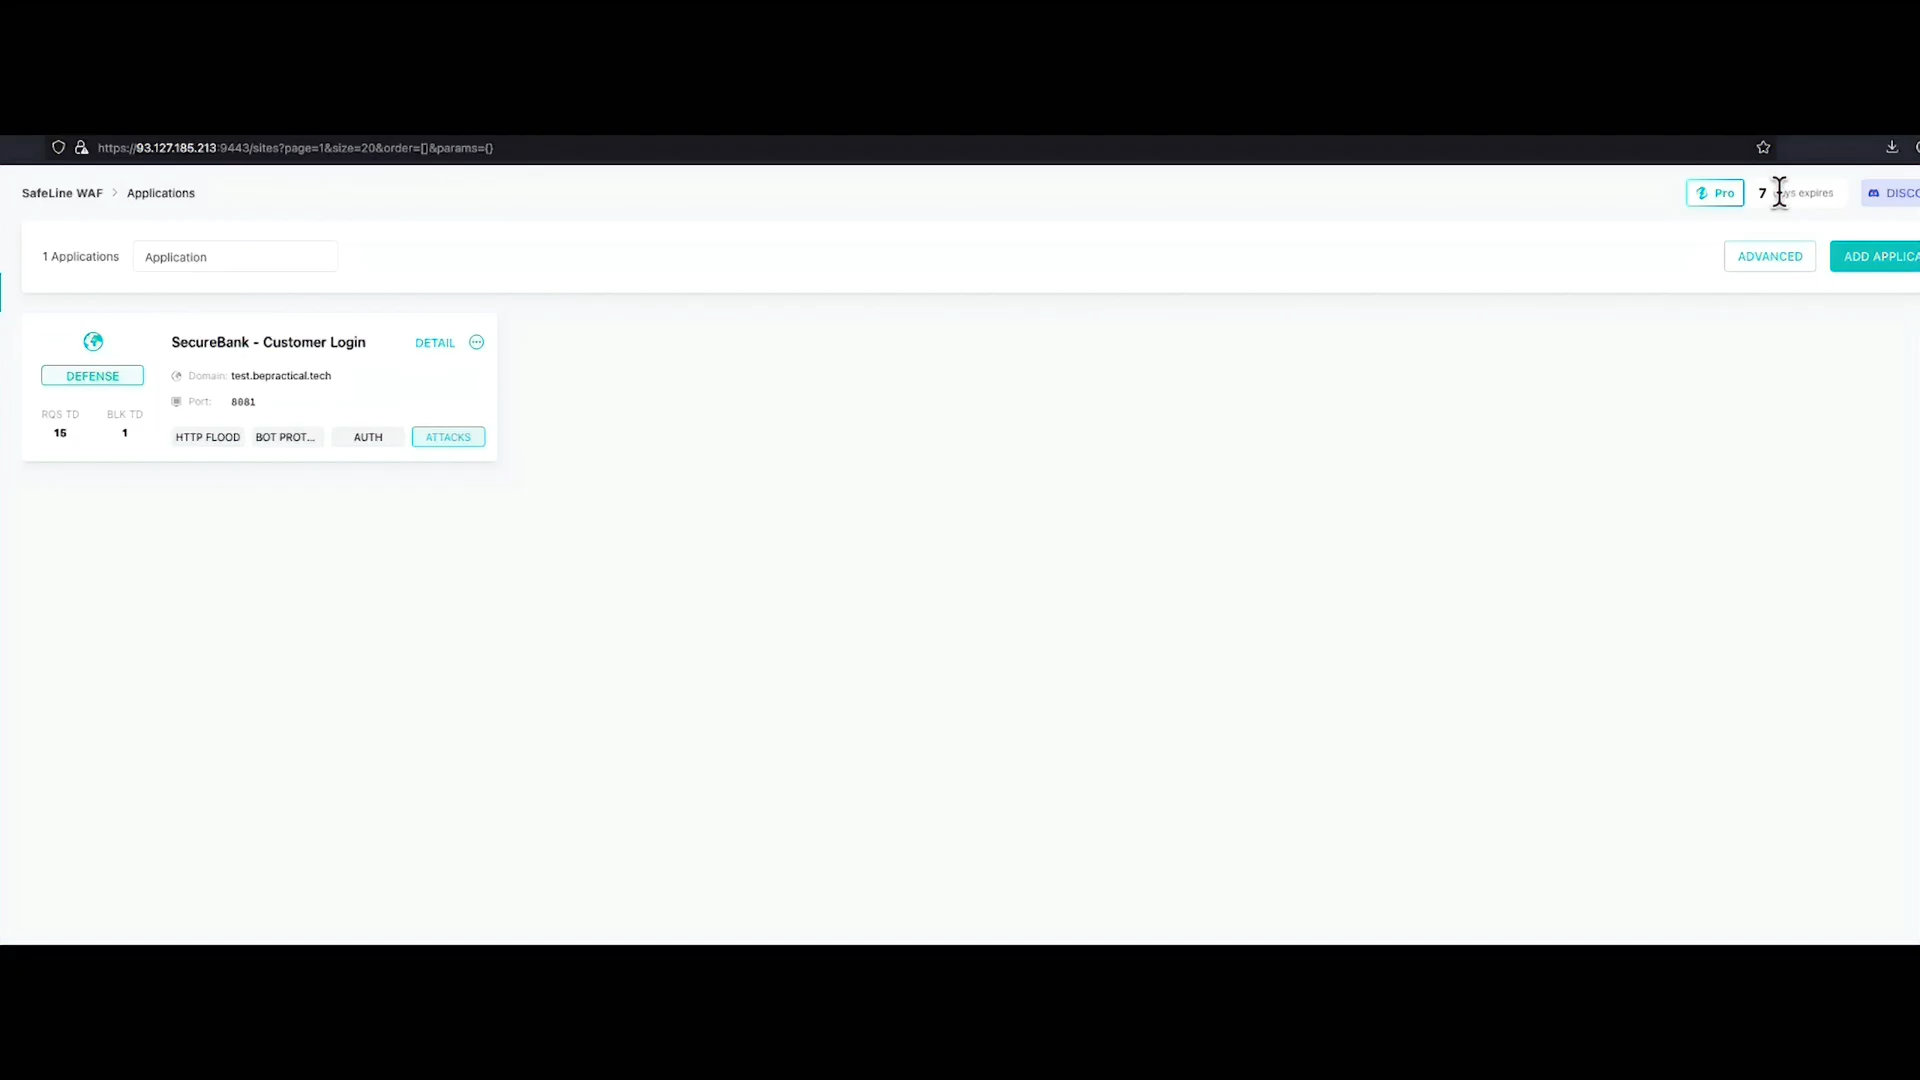 https://93.127.185.213:9443/sites?page=1&size=20&order=[]&params={}
SafeLine WAF > Applications
Pro
7
expires
1 Applications
Application
ADVANCED
ADD
SecureBank - Customer Login
DETAIL
DEFENSE
Domain: test.bepractical.tech
Port: 8081
RQS TD
BLK TD
15
1
HTTP FLOOD
BOT PROT...
AUTH
ATTACKS